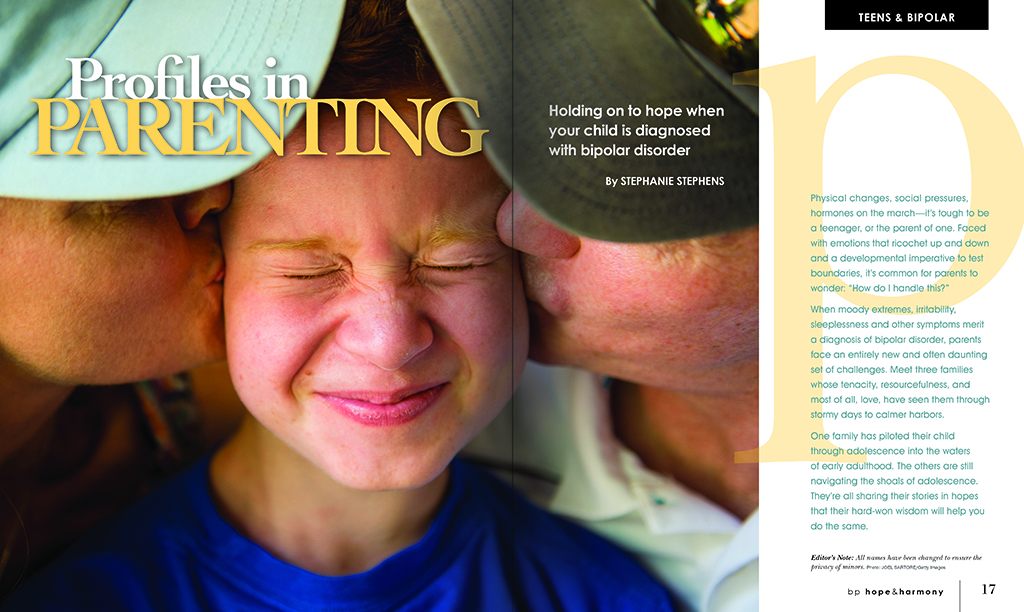 TEENS & BIPOLAR
Profiles in
PARENTING
Holding on to hope when
your child is diagnosed
with bipolar disorder
By STEPHANIE STEPHENS
p
Physical changes, social pressures,
hormones on the march—it's tough to be
a teenager, or the parent of one. Faced
with emotions that ricochet up and down
and a developmental imperative to test
boundaries, it's common for parents to
wonder: “How do I handle this?”
When moody extremes, irritability,
sleeplessness and other symptoms merit
a diagnosis of bipolar disorder, parents
face an entirely new and often daunting
set of challenges. Meet three families
whose tenacity, resourcefulness, and
most of all, love, have seen them through
stormy days to calmer harbors.
One family has piloted their child
through adolescence into the waters
of early adulthood. The others are still
navigating the shoals of adolescence.
They're all sharing their stories in hopes
that their hard-won wisdom will help you
do the same.
Editor's Note: All names have been changed to ensure the
privacy of minors. Photo: JOEL SARTORE/Getty Images
bp hope&harmony 17